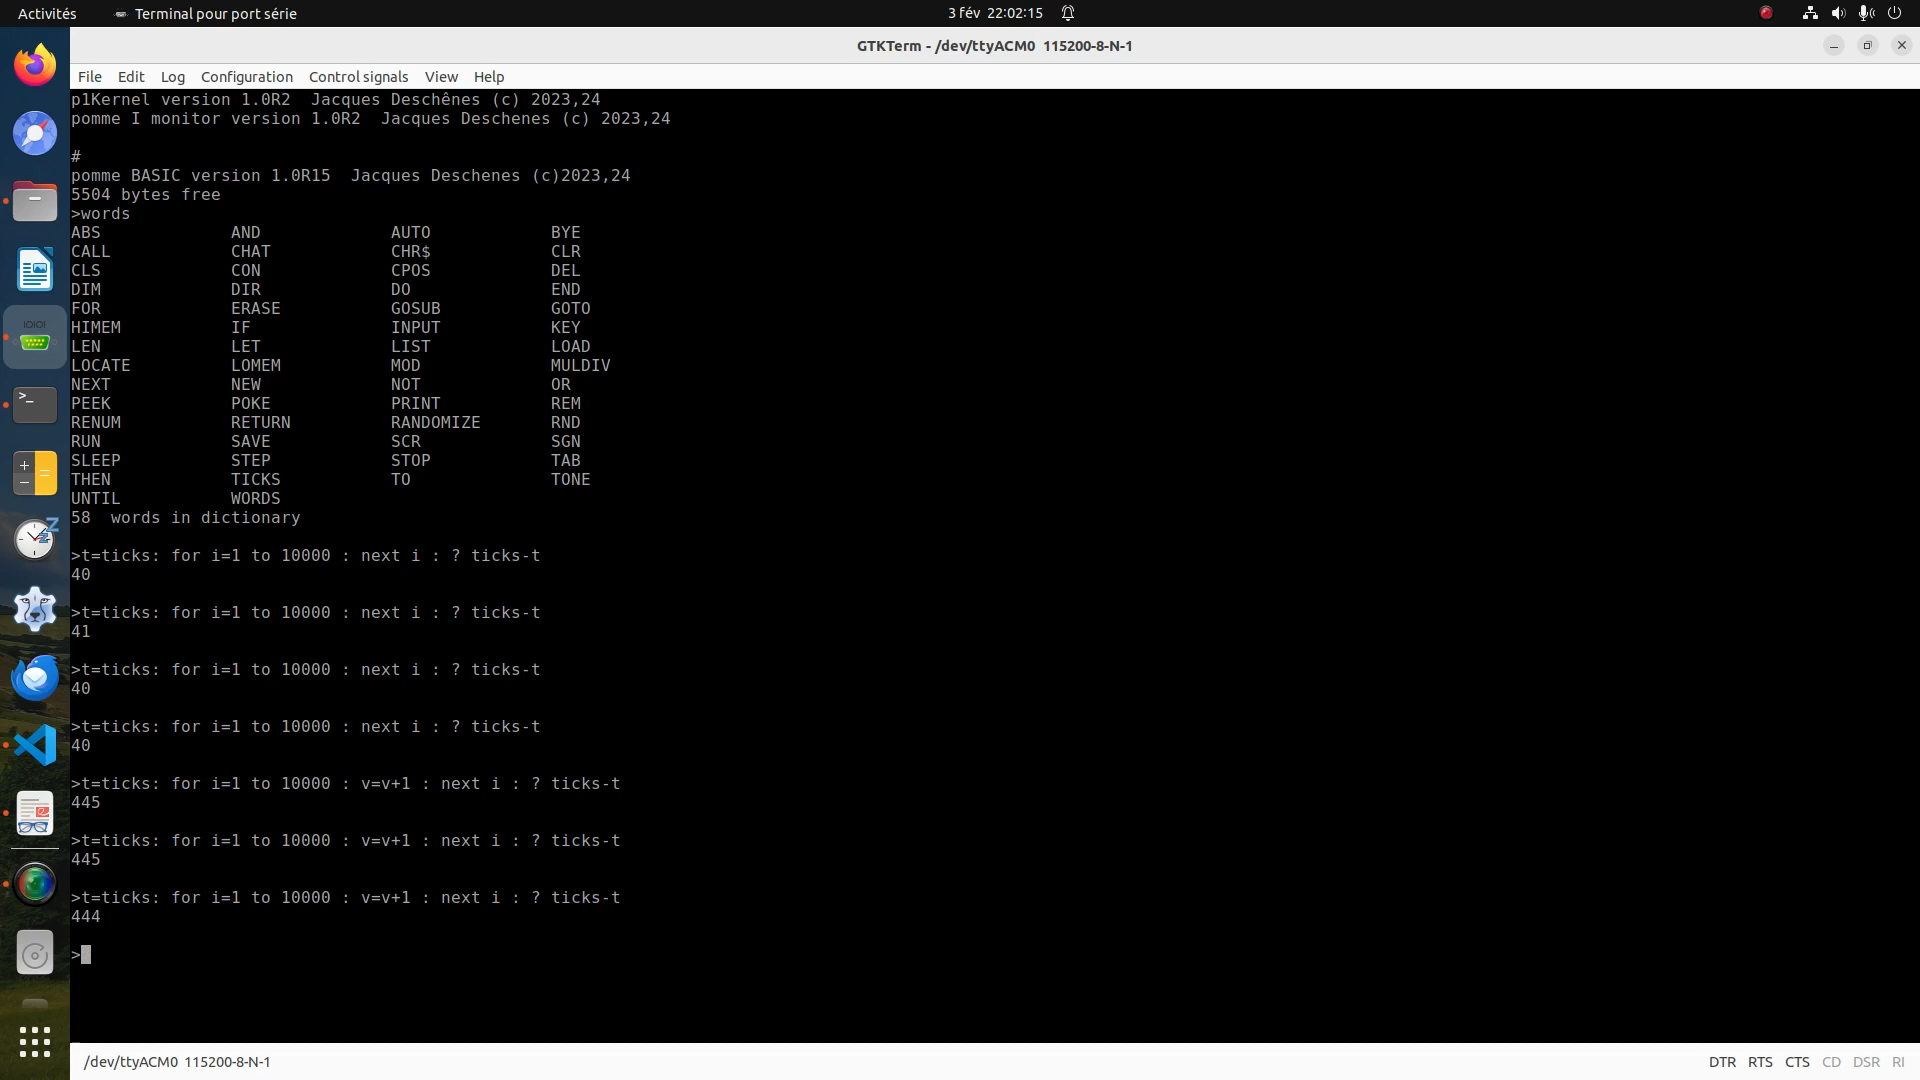 Activités Terminal pour port série 3 fév 22:02:15
GTKTerm - /dev/ttyACM0 115200-8-N-1
File Edit Log Configuration Control signals View Help
p1Kernel version 1.0R2  Jacques Deschênes (c) 2023,24
pomme I monitor version 1.0R2  Jacques Deschenes (c) 2023,24
#
pomme BASIC version 1.0R15  Jacques Deschenes (c)2023,24
5504 bytes free
>words
ABS AND AUTO BYE
CALL CHAT CHR$ CLR
CLS CON CPOS DEL
DIM DIR DO END
FOR ERASE GOSUB GOTO
HIMEM IF INPUT KEY
LEN LET LIST LOAD
LOCATE LOMEM MOD MULDIV
NEXT NEW NOT OR
PEEK POKE PRINT REM
RENUM RETURN RANDOMIZE RND
RUN SAVE SCR SGN
SLEEP STEP STOP TAB
THEN TICKS TO TONE
UNTIL WORDS
58  words in dictionary
>t=ticks: for i=1 to 10000 : next i : ? ticks-t
40
>t=ticks: for i=1 to 10000 : next i : ? ticks-t
41
>t=ticks: for i=1 to 10000 : next i : ? ticks-t
40
>t=ticks: for i=1 to 10000 : next i : ? ticks-t
40
>t=ticks: for i=1 to 10000 : v=v+1 : next i : ? ticks-t
445
>t=ticks: for i=1 to 10000 : v=v+1 : next i : ? ticks-t
445
>t=ticks: for i=1 to 10000 : v=v+1 : next i : ? ticks-t
444
>
/dev/ttyACM0 115200-8-N-1 DTR RTS CTS CD DSR RI